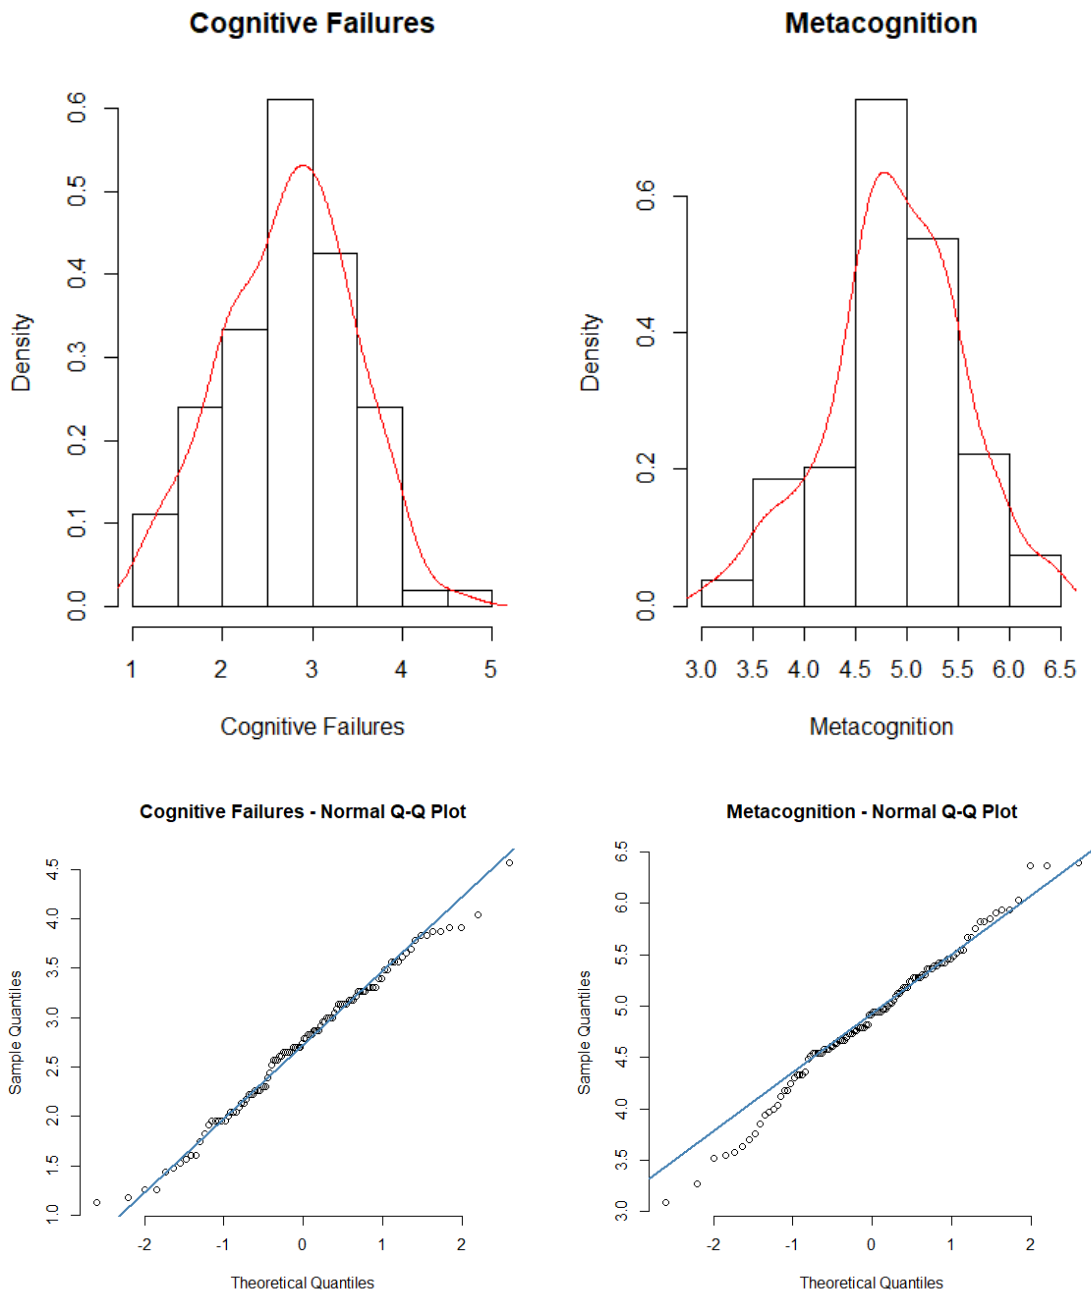 Cognitive Failures
Metacognition
Density
0.0 0.1 0.2 0.3 0.4 0.5 0.6
1 2 3 4 5
Cognitive Failures
Density
0.0 0.2 0.4 0.6
3.0 3.5 4.0 4.5 5.0 5.5 6.0 6.5
Metacognition
Cognitive Failures - Normal Q-Q Plot
Sample Quantiles
1.0 1.5 2.0 2.5 3.0 3.5 4.0 4.5
-2 -1 0 1 2
Theoretical Quantiles
Metacognition - Normal Q-Q Plot
Sample Quantiles
3.0 3.5 4.0 4.5 5.0 5.5 6.0 6.5
-2 -1 0 1 2
Theoretical Quantiles